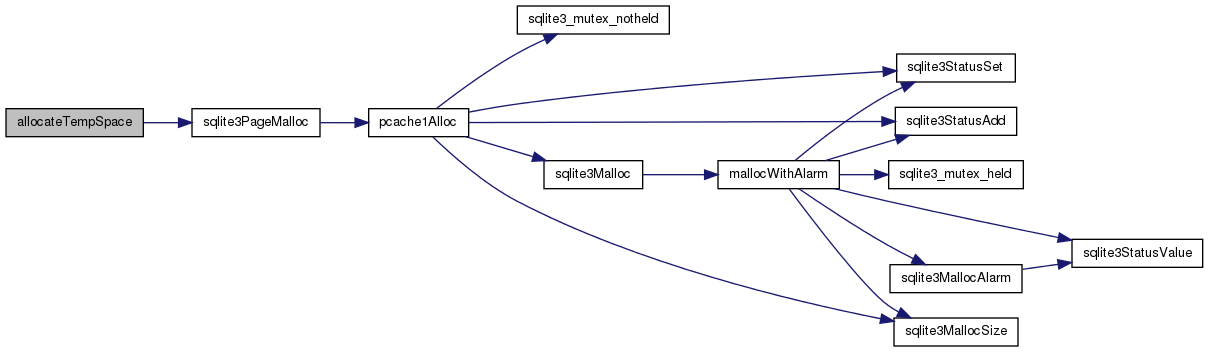 sqlite3_mutex_notheld
sqlite3StatusSet
allocateTempSpace
sqlite3PageMalloc
pcache1Alloc
sqlite3StatusAdd
sqlite3Malloc
mallocWithAlarm
sqlite3_mutex_held
sqlite3StatusValue
sqlite3MallocAlarm
sqlite3MallocSize